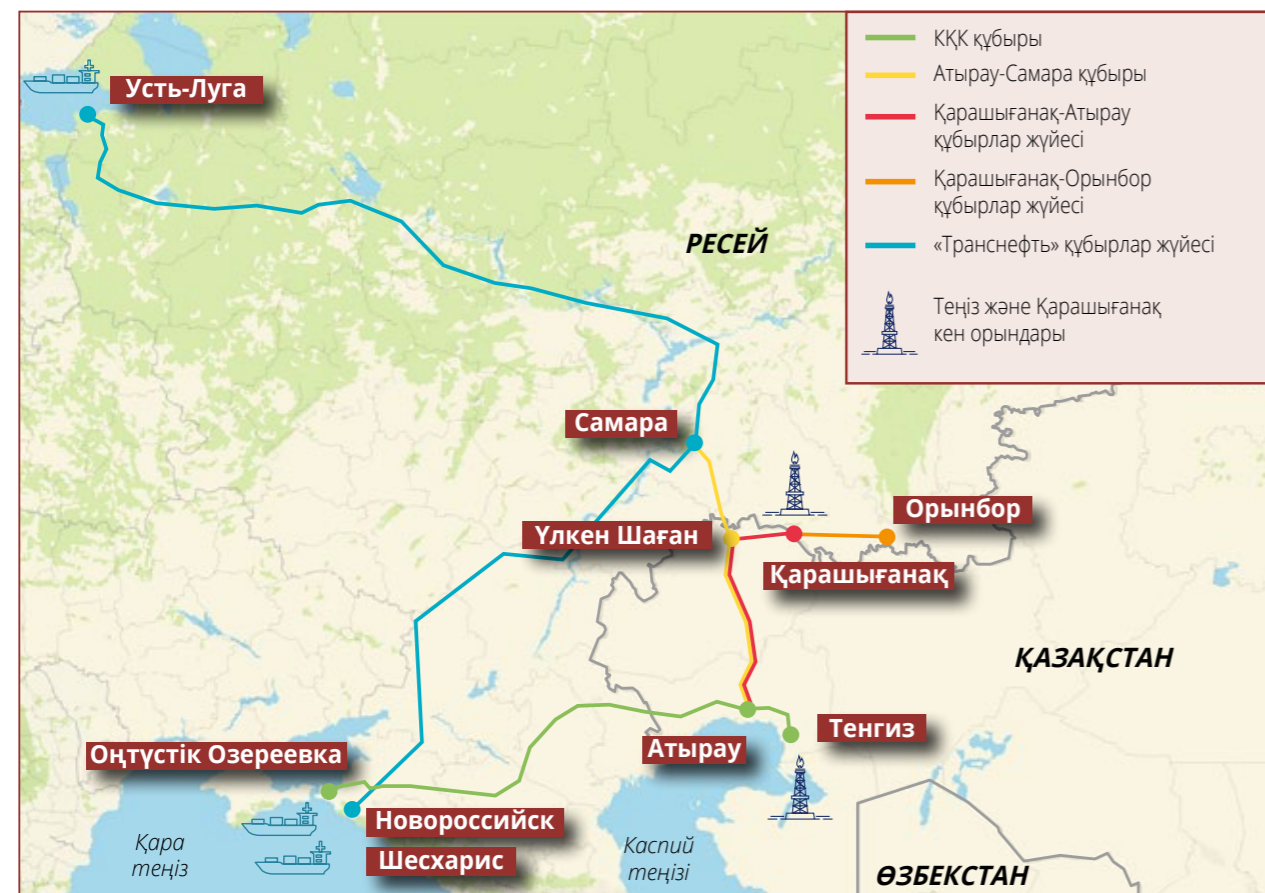 Усть-Луга
РЕСЕЙ
Самара
Үлкен Шаған
Орынбор
Қарашығанақ
ҚАЗАҚСТАН
Тенгиз
Атырау
Оңтүстік Озереевка
Новороссийск
Шесхарис
Қара
теңіз
Каспий
теңізі
ӨЗБЕКСТАН
КҚК құбыры
Атырау-Самара құбыры
Қарашығанақ-Атырау
құбырлар жүйесі
Қарашығанақ-Орынбор
құбырлар жүйесі
«Транснефть» құбырлар жүйесі
Теңіз және Қарашығанақ
кен орындары